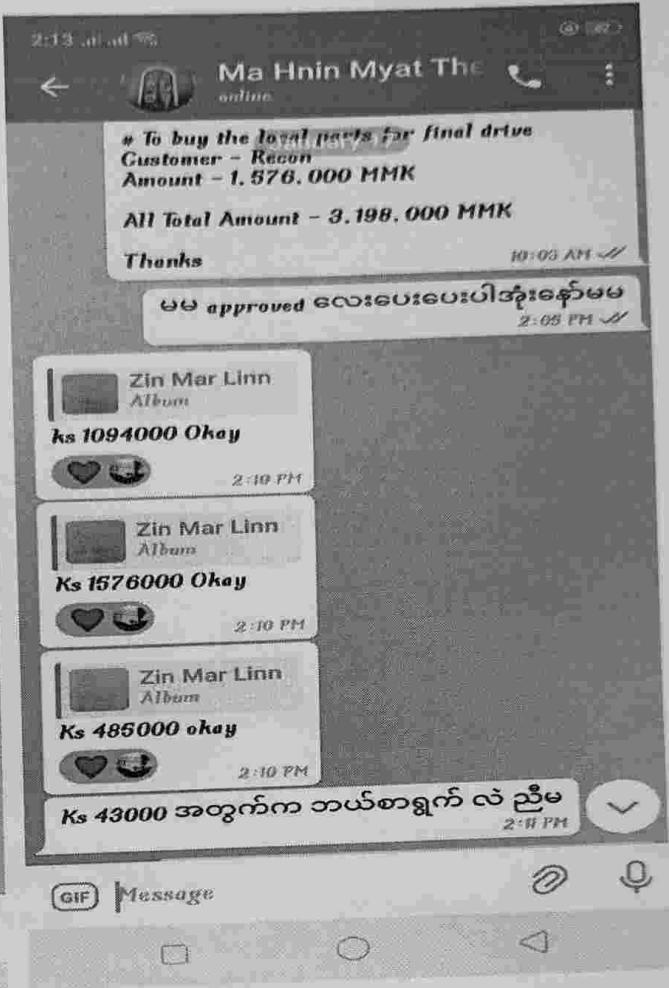 2:13
Ma Hnin Myat The
online
# To buy the local parts for final drive
January 17
Customer - Recon
Amount - 1.576.000 MMK
All Total Amount - 3.198.000 MMK
Thanks
10:03 AM
မမ approved လေးပေးပေးပါအုံးနော်မမ
2:05 PM
Zin Mar Linn
Album
ks 1094000 Okay
2:10 PM
Zin Mar Linn
Album
Ks 1576000 Okay
2:10 PM
Zin Mar Linn
Album
Ks 485000 okay
2:10 PM
Ks 43000 အတွက်က ဘယ်စာရွက် လဲ ညီမ
2:11 PM
GIF Message